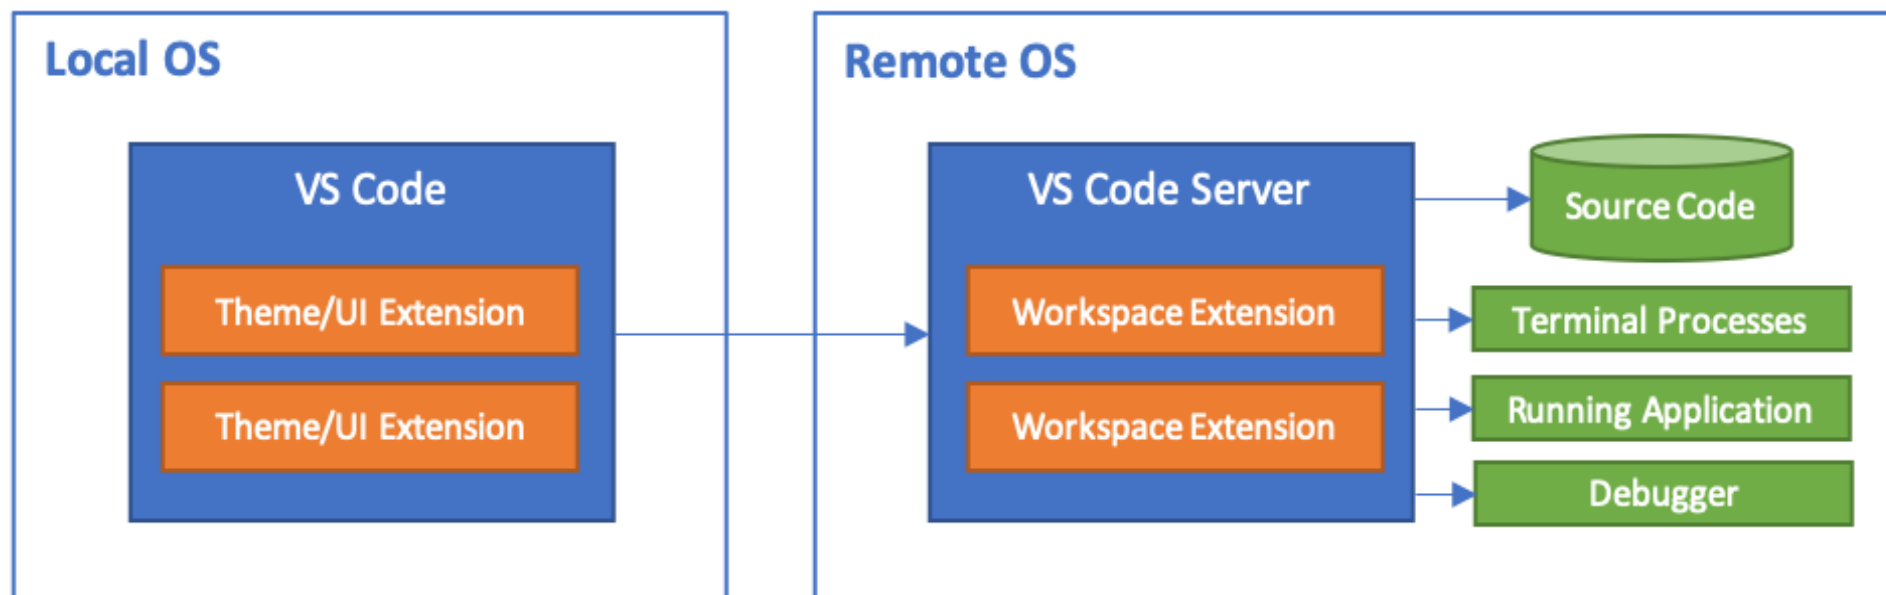 Local OS
VS Code
Theme/UI Extension
Theme/UI Extension
Remote OS
VS Code Server
Workspace Extension
Workspace Extension
Source Code
Terminal Processes
Running Application
Debugger